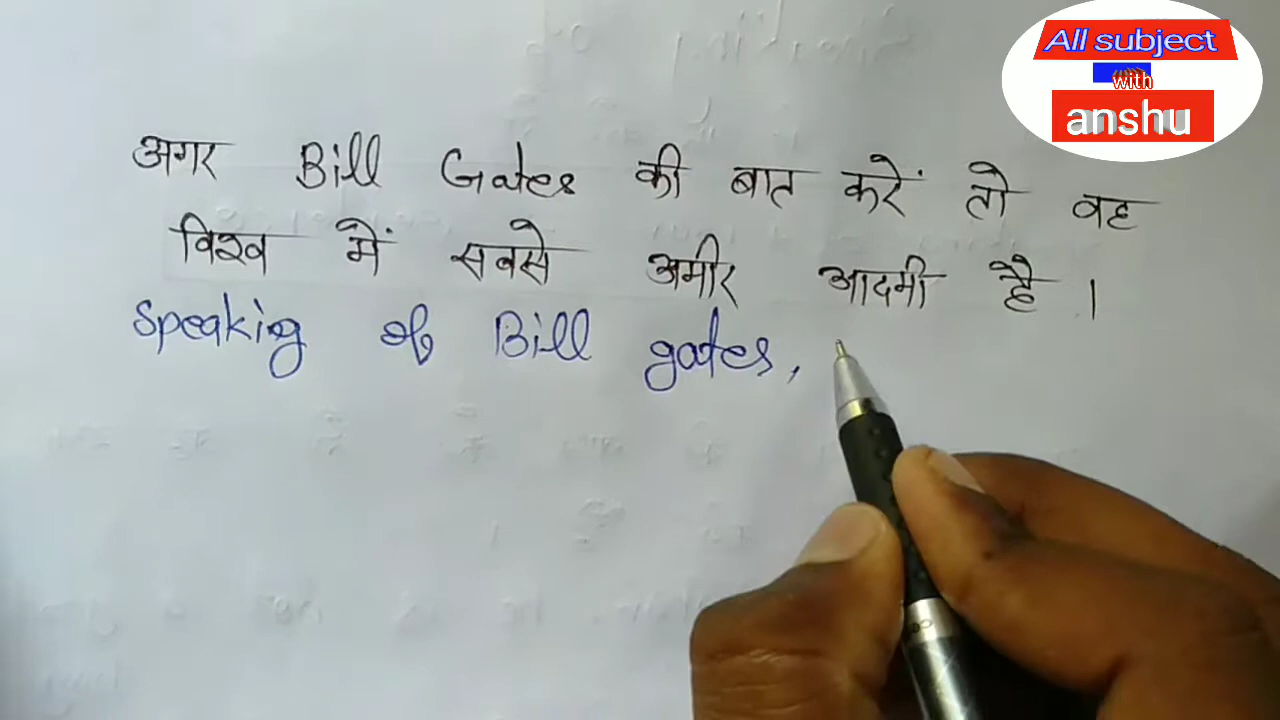 All subject
with
anshu
अगर Bill Gates की बात करें तो वह
विश्व में सबसे अमीर आदमी है।
Speaking of Bill gates,